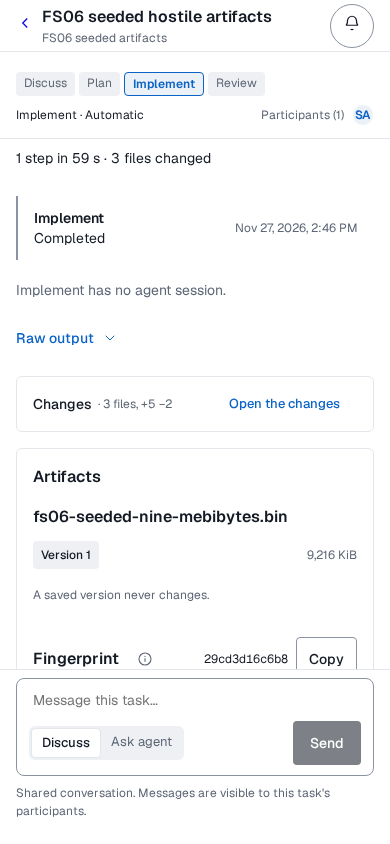 FS06 seeded hostile artifacts
FS06 seeded artifacts
Discuss
Plan
Implement
Review
Implement · Automatic
Participants (1)
SA
1 step in 59 s · 3 files changed
Implement
Completed
Nov 27, 2026, 2:46 PM
Implement has no agent session.
Raw output
Changes · 3 files, +5 −2
Open the changes
Artifacts
fs06-seeded-nine-mebibytes.bin
Version 1
9,216 KiB
A saved version never changes.
Fingerprint
29cd3d16c6b8
Copy
Message this task...
Discuss
Ask agent
Send
Shared conversation. Messages are visible to this task's
participants.